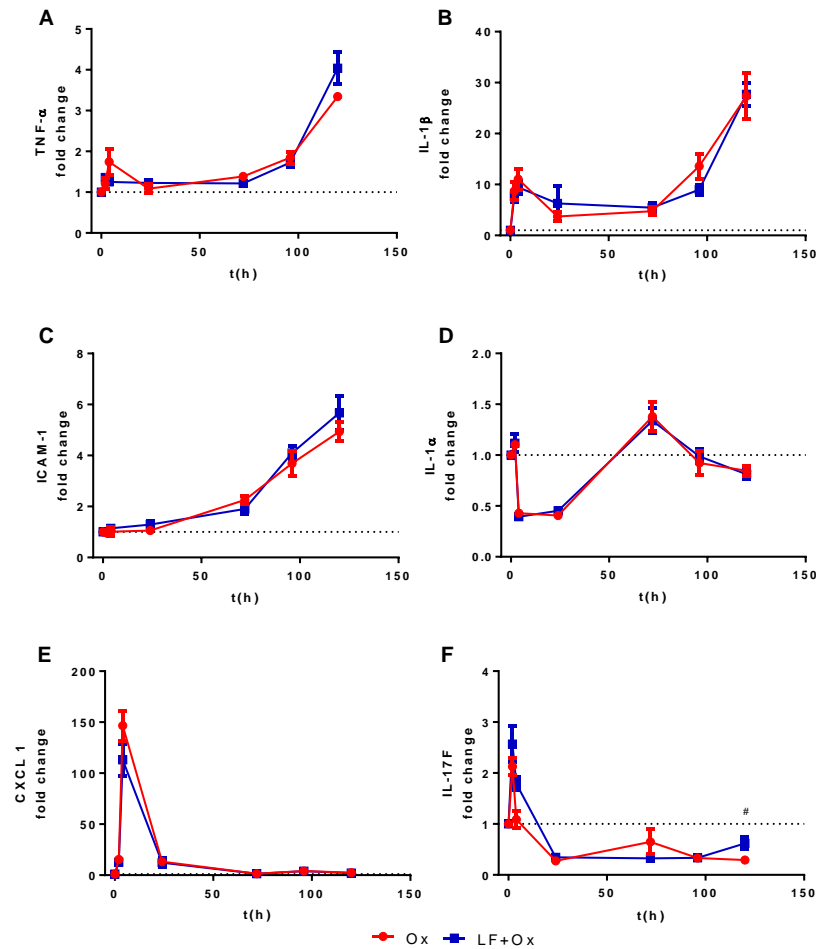 A
TNF-α
fold change
5
4
3
2
1
0
0 50 100 150
t(h)
B
IL-1β
fold change
40
30
20
10
0
0 50 100 150
t(h)
C
ICAM-1
fold change
8
6
4
2
0
0 50 100 150
t(h)
D
IL-1α
fold change
2.0
1.5
1.0
0.5
0.0
0 50 100 150
t(h)
E
CXCL 1
fold change
200
150
100
50
0
0 50 100 150
t(h)
F
IL-17F
fold change
4
3
2
1
0
#
0 50 100 150
t(h)
Ox LF+Ox